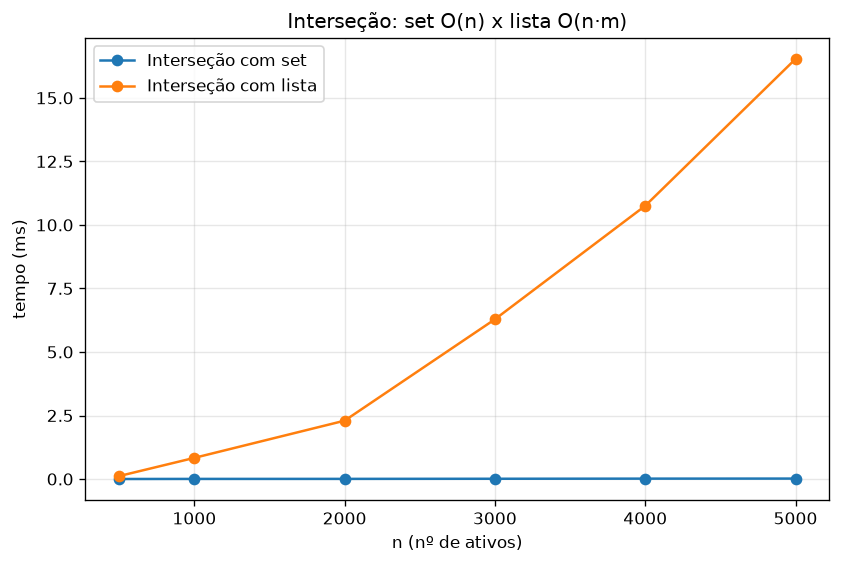 Interseção: set O(n) x lista O(n·m)
Interseção com set
Interseção com lista
tempo (ms)
15.0
12.5
10.0
7.5
5.0
2.5
0.0
1000 2000 3000 4000 5000
n (nº de ativos)